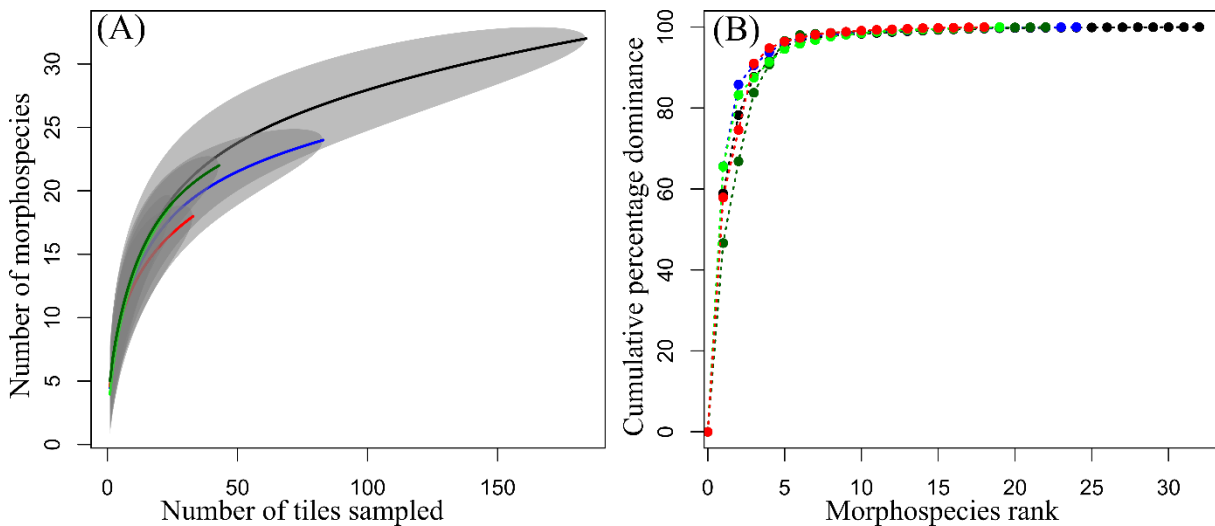 (A)
Number of morphospecies
0 5 10 15 20 25 30
0 50 100 150
Number of tiles sampled
(B)
Cumulative percentage dominance
0 20 40 60 80 100
0 5 10 15 20 25 30
Morphospecies rank